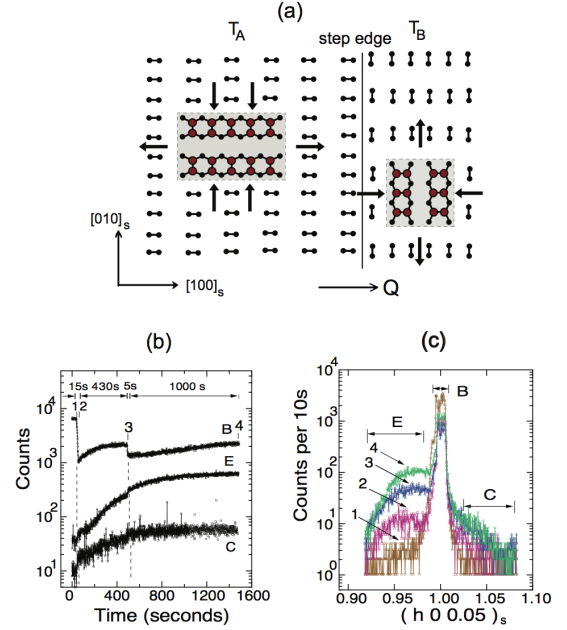 (a)
T_A
step edge
T_B
[010]s
[100]s
Q
(b)
(c)
15s
430s
5s
1000 s
1
2
3
4
B
E
C
10^4
10^3
10^2
10^1
Counts
0
400
800
1200
1600
Time (seconds)
10^4
10^3
10^2
10^1
10^0
Counts per 10s
B
E
4
3
2
1
C
0.90
0.95
1.00
1.05
1.10
( h 0 0.05 )s